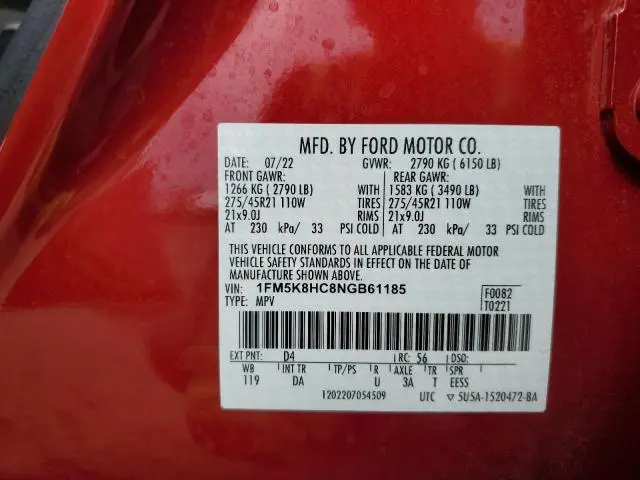 MFD. BY FORD MOTOR CO.
DATE: 07/22 GVWR: 2790 KG ( 6150 LB)
FRONT GAWR: REAR GAWR:
1266 KG ( 2790 LB) WITH 1583 KG ( 3490 LB) WITH
275/45R21 110W TIRES 275/45R21 110W TIRES
21x9.0J RIMS 21x9.0J RIMS
AT 230 kPa/ 33 PSI COLD AT 230 kPa/ 33 PSI COLD
THIS VEHICLE CONFORMS TO ALL APPLICABLE FEDERAL MOTOR
VEHICLE SAFETY STANDARDS IN EFFECT ON THE DATE OF
MANUFACTURE SHOWN ABOVE.
VIN: 1FM5K8HC8NGB61185 F0082
TYPE: MPV T0221
EXT PNT: D4 RC: 56 DSO:
WB INT TR TP/PS R AXLE TR SPR
119 DA U 3A T EESS
1202207054509 UTC ▽ 5U5A-1520472-BA